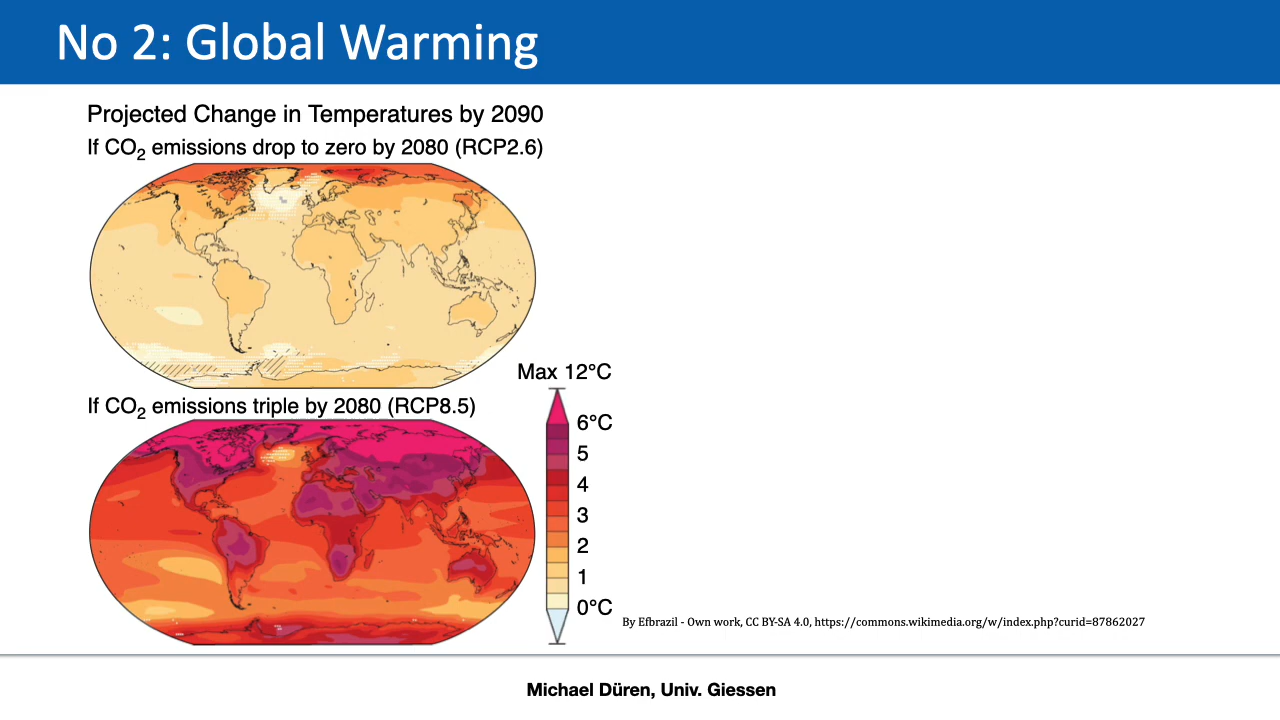 No 2: Global Warming
Projected Change in Temperatures by 2090
If CO₂ emissions drop to zero by 2080 (RCP2.6)
Max 12°C
If CO₂ emissions triple by 2080 (RCP8.5)
6°C
5
4
3
2
1
0°C
By Efbrazil - Own work, CC BY-SA 4.0, https://commons.wikimedia.org/w/index.php?curid=87862027
Michael Düren, Univ. Giessen